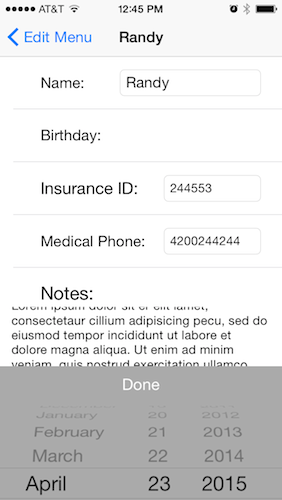 AT&T 12:45 PM
Edit Menu Randy
Name: Randy
Birthday:
Insurance ID: 244553
Medical Phone: 4200244244
Notes:
Lorem ipsum dolor sit er elit lamet,
consectetaur cillium adipisicing pecu, sed do
eiusmod tempor incididunt ut labore et
dolore magna aliqua. Ut enim ad minim
veniam, quis nostrud exercitation ullamco
Done
January 20 2012
February 21 2013
March 22 2014
April 23 2015